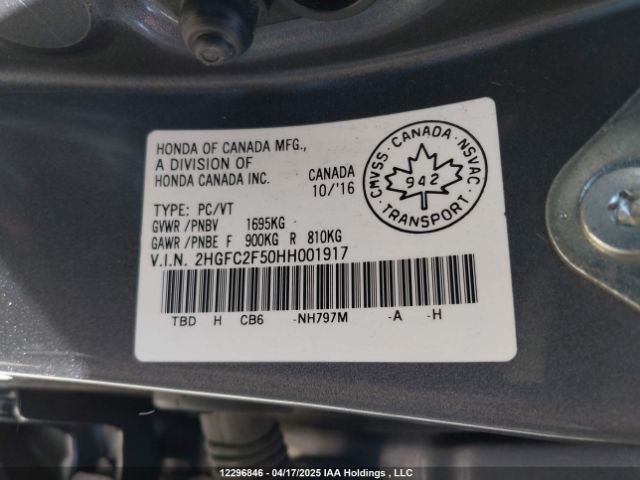 HONDA OF CANADA MFG.,
A DIVISION OF
HONDA CANADA INC.
CANADA
10/'16
CMVSS · CANADA · NSVAC
942
TRANSPORT
TYPE: PC/VT
GVWR /PNBV 1695KG
GAWR /PNBE F 900KG R 810KG
V.I.N. 2HGFC2F50HH001917
TBD H CB6 -NH797M -A -H
12296846 - 04/17/2025 IAA Holdings , LLC